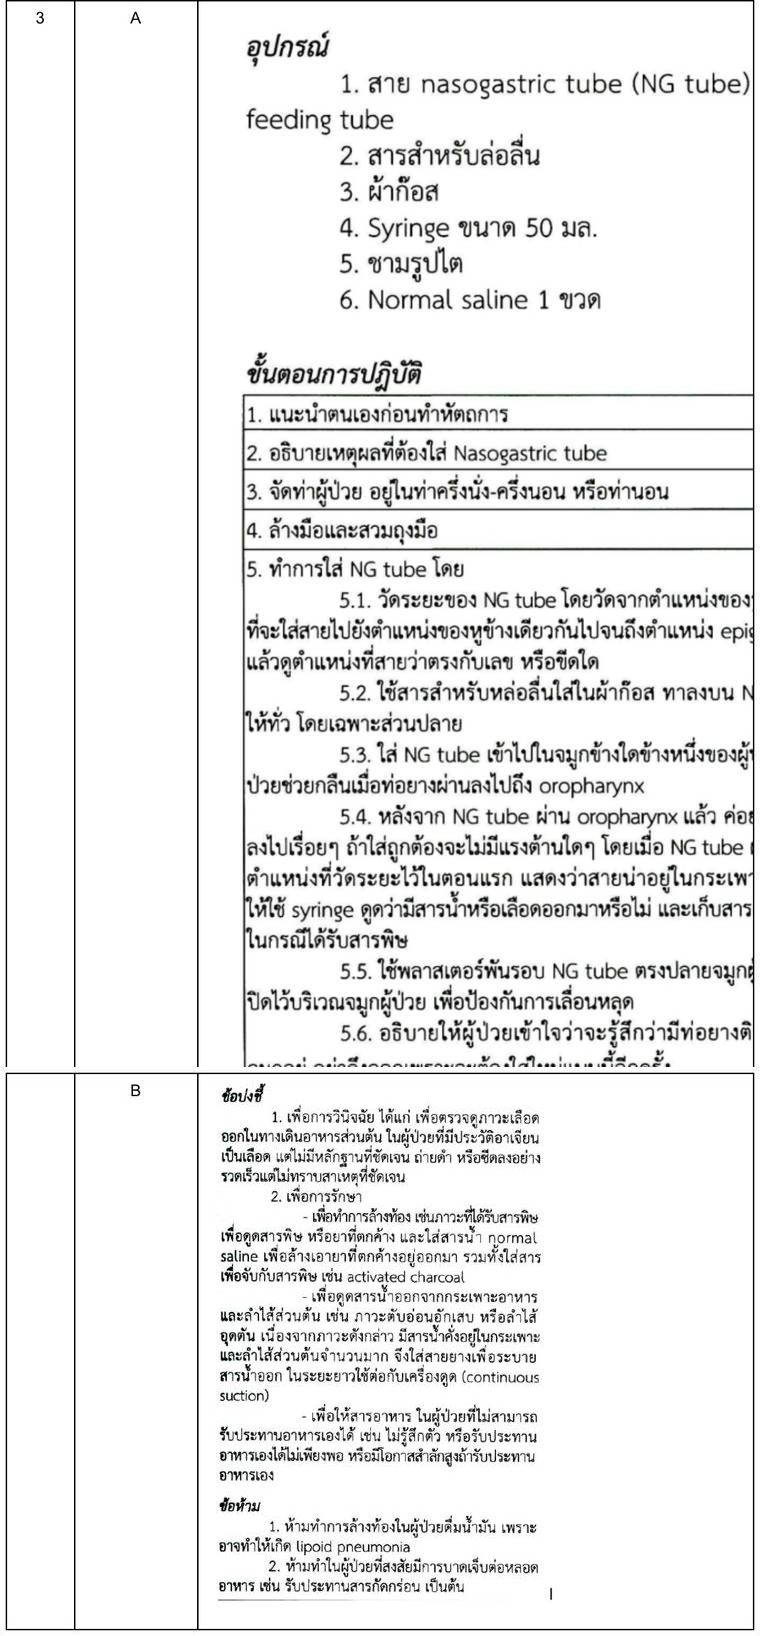 3
A
อุปกรณ์
1. สาย nasogastric tube (NG tube)
feeding tube
2. สารสำหรับล่อลื่น
3. ผ้าก๊อส
4. Syringe ขนาด 50 มล.
5. ชามรูปไต
6. Normal saline 1 ขวด
ขั้นตอนการปฏิบัติ
1. แนะนำตนเองก่อนทำหัตถการ
2. อธิบายเหตุผลที่ต้องใส่ Nasogastric tube
3. จัดท่าผู้ป่วย อยู่ในท่าครึ่งนั่ง-ครึ่งนอน หรือท่านอน
4. ล้างมือและสวมถุงมือ
5. ทำการใส่ NG tube โดย
5.1. วัดระยะของ NG tube โดยวัดจากตำแหน่งของ
ที่จะใส่สายไปยังตำแหน่งของหูข้างเดียวกันไปจนถึงตำแหน่ง
แล้วดูตำแหน่งที่สายว่าตรงกับเลข หรือขีดใด
5.2. ใช้สารสำหรับหล่อลื่นใส่ในผ้าก๊อส ทาลงบน N
ให้ทั่ว โดยเฉพาะส่วนปลาย
5.3. ใส่ NG tube เข้าไปในจมูกข้างใดข้างหนึ่งของ
ป่วยช่วยกลืนเมื่อท่อยางผ่านลงไปถึง oropharynx
5.4. หลังจาก NG tube ผ่าน oropharynx แล้ว
ลงไปเรื่อยๆ ถ้าใส่ถูกต้องจะไม่มีแรงต้านใดๆ โดยเมื่อ NG tube
ตำแหน่งที่วัดระยะไว้ในตอนแรก แสดงว่าสายน่าอยู่ในกระเพา
ให้ใช้ syringe ดูดว่ามีสารน้ำหรือเลือดออกมาหรือไม่ และเก็บสาร
ในกรณีได้รับสารพิษ
5.5. ใช้พลาสเตอร์พันรอบ NG tube ตรงปลายจมูก
ปิดไว้บริเวณจมูกผู้ป่วย เพื่อป้องกันการเลื่อนหลุด
5.6. อธิบายให้ผู้ป่วยเข้าใจว่าจะรู้สึกว่ามีท่อยางติ
B
ข้อบ่งชี้
1. เพื่อการวินิจฉัย ได้แก่ เพื่อตรวจดูภาวะเลือด
ออกในทางเดินอาหารส่วนต้น ในผู้ป่วยที่มีประวัติอาเจียน
เป็นเลือด แต่ไม่มีหลักฐานที่ชัดเจน ถ่ายดำ หรือซีดลงอย่าง
รวดเร็วแต่ไม่ทราบสาเหตุที่ชัดเจน
2. เพื่อการรักษา
- เพื่อทำการล้างท้อง เช่นภาวะที่ได้รับสารพิษ
เพื่อดูดสารพิษ หรือยาที่ตกค้าง และใส่สารน้ำ normal
saline เพื่อล้างเอายาที่ตกค้างอยู่ออกมา รวมทั้งใส่สาร
เพื่อจับกับสารพิษ เช่น activated charcoal
- เพื่อดูดสารน้ำออกจากกระเพาะอาหาร
และลำไส้ส่วนต้น เช่น ภาวะตับอ่อนอักเสบ หรือลำไส้
อุดตัน เนื่องจากภาวะดังกล่าว มีสารน้ำคั่งอยู่ในกระเพาะ
และลำไส้ส่วนต้นจำนวนมาก จึงใส่สายยางเพื่อระบาย
สารน้ำออก ในระยะยาวใช้ต่อกับเครื่องดูด (continuous
suction)
- เพื่อให้สารอาหาร ในผู้ป่วยที่ไม่สามารถ
รับประทานอาหารเองได้ เช่น ไม่รู้สึกตัว หรือรับประทาน
อาหารเองได้ไม่เพียงพอ หรือมีโอกาสสำลักสูงถ้ารับประทาน
อาหารเอง
ข้อห้าม
1. ห้ามทำการล้างท้องในผู้ป่วยดื่มน้ำมัน เพราะ
อาจทำให้เกิด lipoid pneumonia
2. ห้ามทำในผู้ป่วยที่สงสัยมีการบาดเจ็บต่อหลอด
อาหาร เช่น รับประทานสารกัดกร่อน เป็นต้น